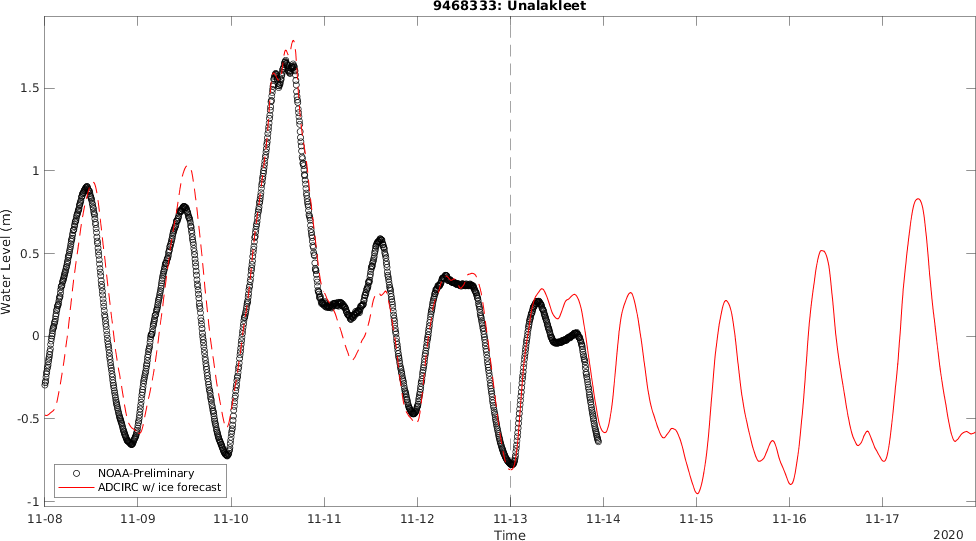 9468333: Unalakleet
Water Level (m)
1.5
1
0.5
0
-0.5
-1
NOAA-Preliminary
ADCIRC w/ ice forecast
11-08 11-09 11-10 11-11 11-12 11-13 11-14 11-15 11-16 11-17
Time
2020